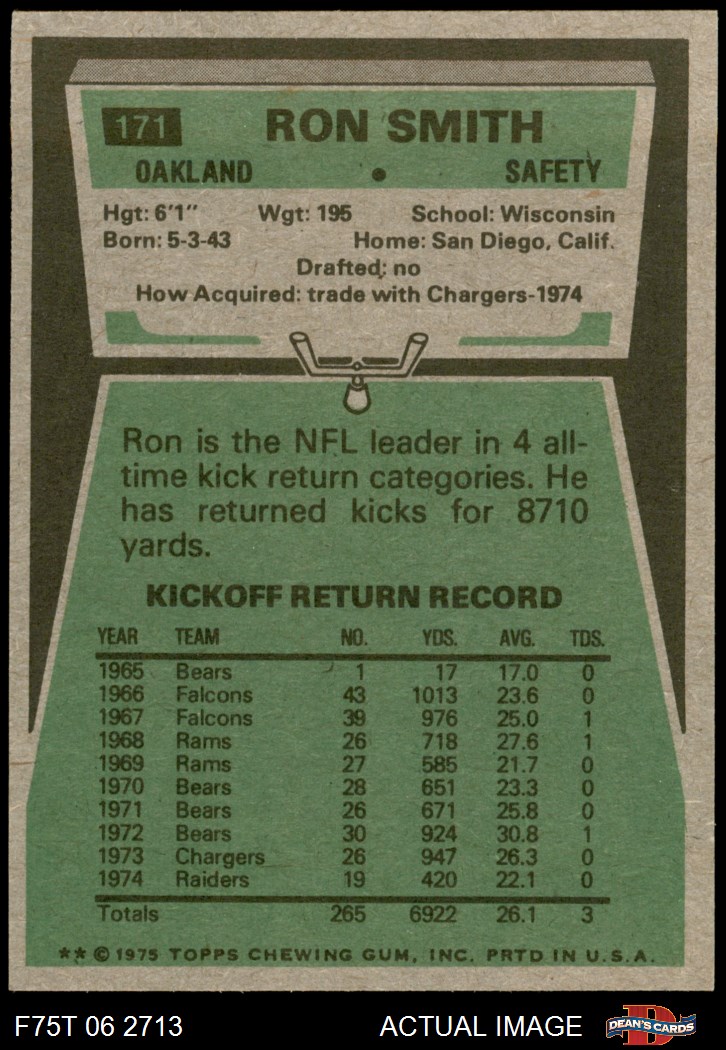 171 RON SMITH
OAKLAND • SAFETY
Hgt: 6'1" Wgt: 195 School: Wisconsin
Born: 5-3-43 Home: San Diego, Calif.
Drafted: no
How Acquired: trade with Chargers-1974
Ron is the NFL leader in 4 all-
time kick return categories. He
has returned kicks for 8710
yards.
KICKOFF RETURN RECORD
YEAR TEAM NO. YDS. AVG. TDS.
1965 Bears 1 17 17.0 0
1966 Falcons 43 1013 23.6 0
1967 Falcons 39 976 25.0 1
1968 Rams 26 718 27.6 1
1969 Rams 27 585 21.7 0
1970 Bears 28 651 23.3 0
1971 Bears 26 671 25.8 0
1972 Bears 30 924 30.8 1
1973 Chargers 26 947 26.3 0
1974 Raiders 19 420 22.1 0
Totals 265 6922 26.1 3
** © 1975 TOPPS CHEWING GUM, INC. PRTD IN U.S.A.
F75T 06 2713 ACTUAL IMAGE D DEAN'S CARDS